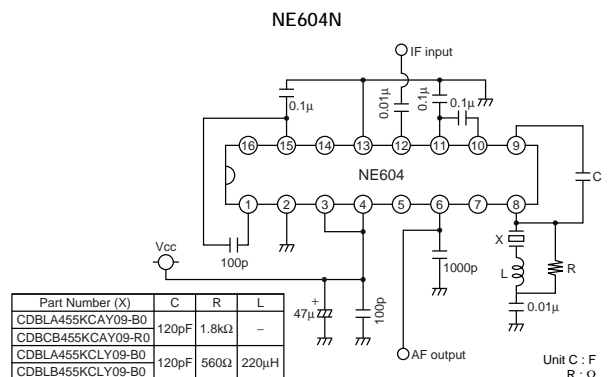 NE604N
IF input
0.1μ
0.01μ
0.1μ
0.1μ
16 15 14 13 12 11 10 9
NE604
C
1 2 3 4 5 6 7 8
100p
X
L
R
1000p
Vcc
0.01μ
+
47μ
100p
AF output
Part Number (X) C R L
CDBLA455KCAY09-B0
CDBCB455KCAY09-R0
120pF 1.8kΩ –
CDBLA455KCLY09-B0
CDBLB455KCLY09-B0
120pF 560Ω 220μH
Unit C : F
R : Ω